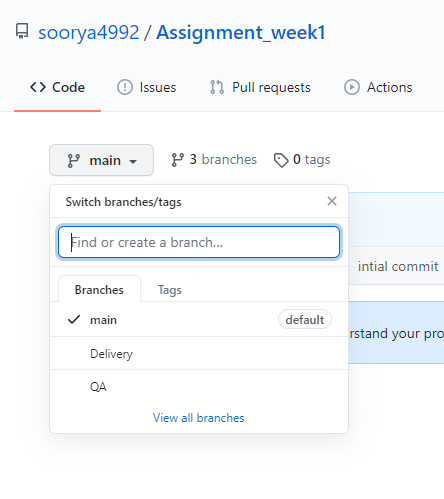 soorya4992 / Assignment_week1
Code Issues Pull requests Actions
main 3 branches 0 tags
Switch branches/tags
Find or create a branch...
intial commit
Branches Tags
main default
rstand your pro
Delivery
QA
View all branches